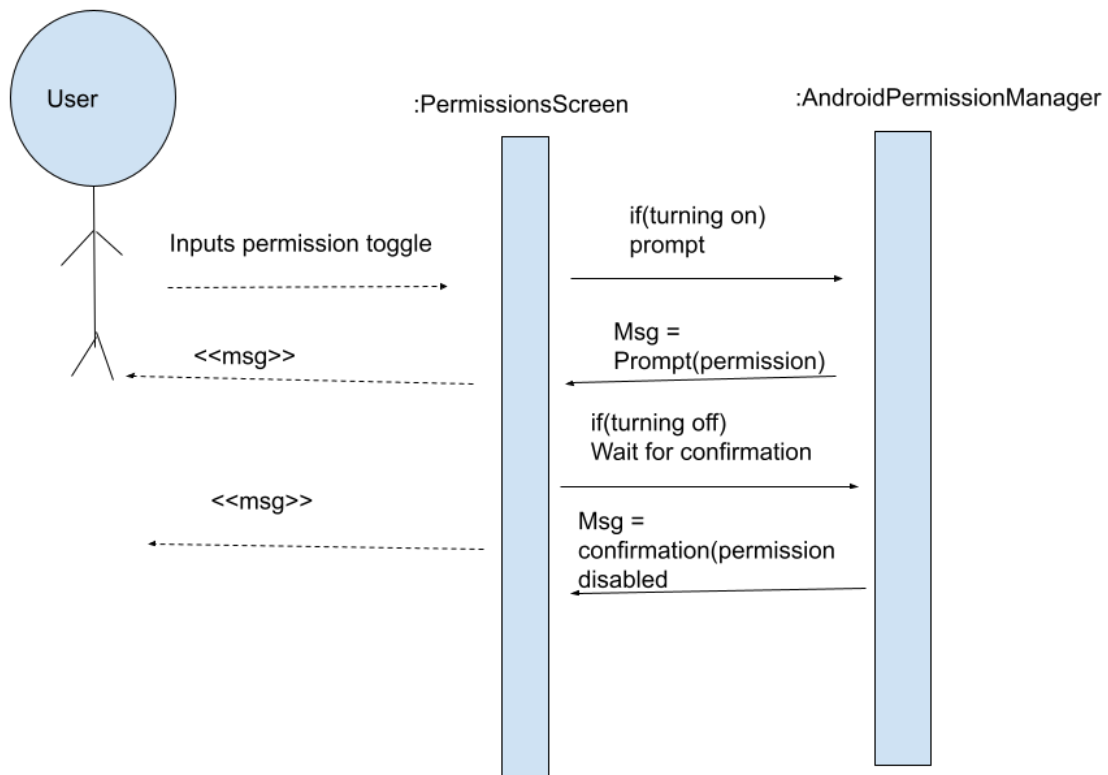 User
:PermissionsScreen
:AndroidPermissionManager
Inputs permission toggle
if(turning on)
prompt
<<msg>>
Msg =
Prompt(permission)
if(turning off)
Wait for confirmation
<<msg>>
Msg =
confirmation(permission
disabled